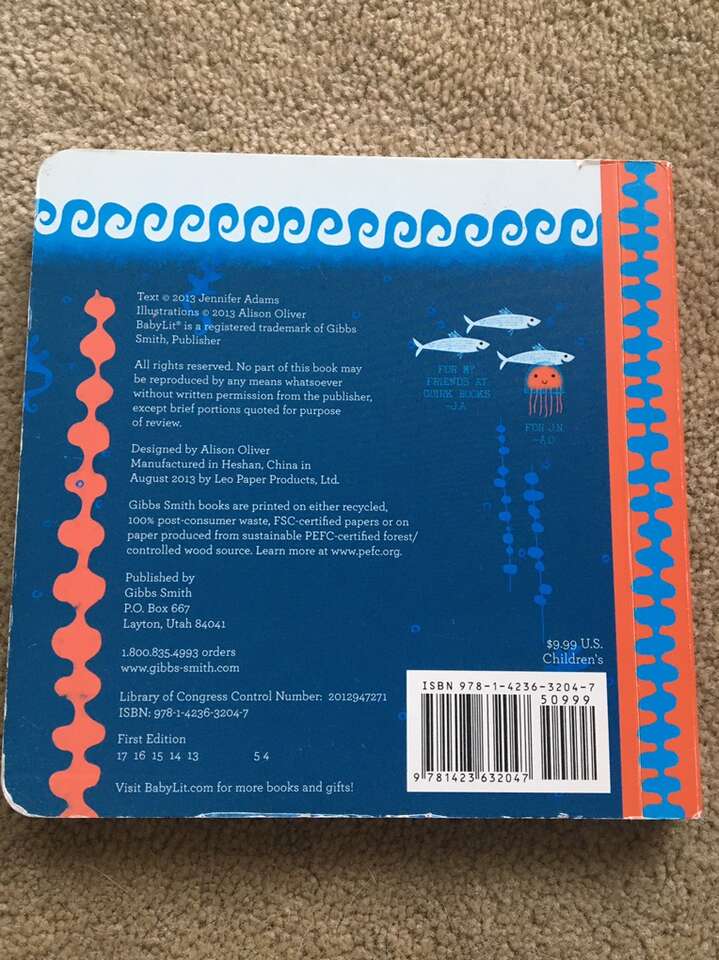 Text © 2013 Jennifer Adams
Illustrations © 2013 Alison Oliver
BabyLit® is a registered trademark of Gibbs
Smith, Publisher
All rights reserved. No part of this book may
be reproduced by any means whatsoever
without written permission from the publisher,
except brief portions quoted for purpose
of review.
Designed by Alison Oliver
Manufactured in Heshan, China in
August 2013 by Leo Paper Products, Ltd.
Gibbs Smith books are printed on either recycled,
100% post-consumer waste, FSC-certified papers or on
paper produced from sustainable PEFC-certified forest/
controlled wood source. Learn more at www.pefc.org.
Published by
Gibbs Smith
P.O. Box 667
Layton, Utah 84041
1.800.835.4993 orders
www.gibbs-smith.com
Library of Congress Control Number: 2012947271
ISBN: 978-1-4236-3204-7
First Edition
17 16 15 14 13 5 4
Visit BabyLit.com for more books and gifts!
FOR MY
FRIENDS AT
QUIRK BOOKS
-J.A
FOR J.N
-A.O
$9.99 U.S.
Children's
ISBN 978-1-4236-3204-7
50999
9 781423 632047